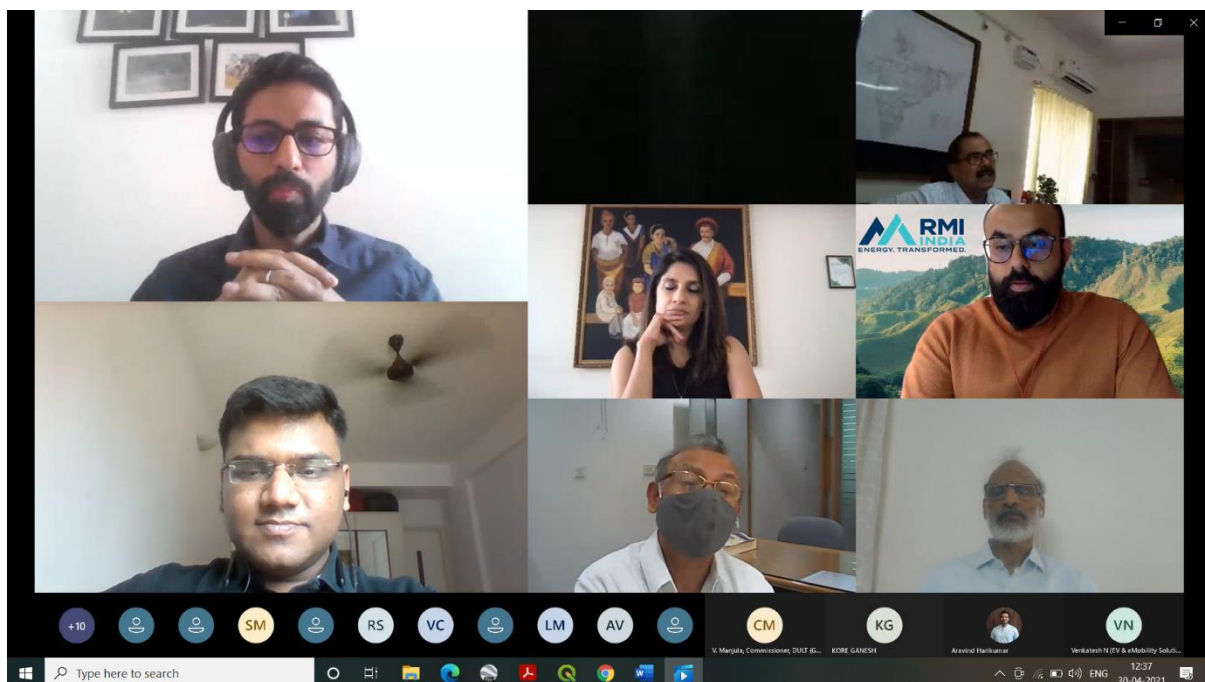 RMI
INDIA
ENERGY. TRANSFORMED.
+10
SM
RS
VC
LM
AV
CM
V. Manjula, Commissioner, DULT (G...
KG
KORE GANESH
Aravind Harikumar
VN
Venkatesh N (EV & eMobility Soluti...
Type here to search
ENG
12:37
30-04-2021